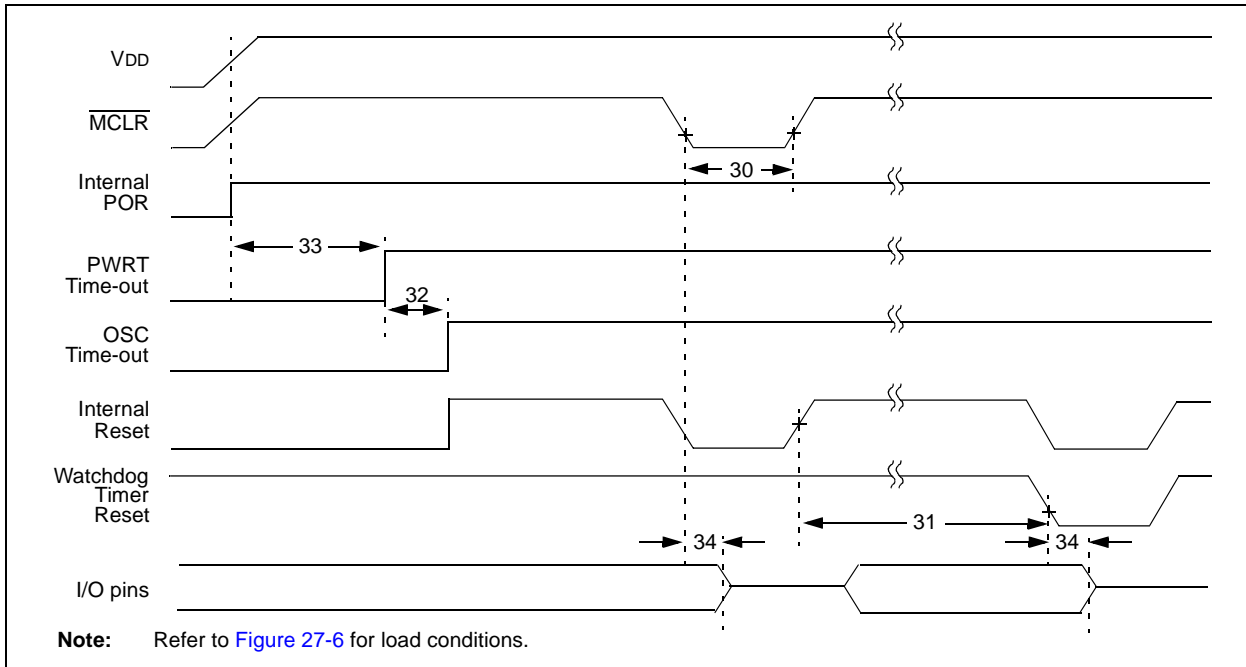 VDD
MCLR
30
Internal
POR
33
PWRT
Time-out
32
OSC
Time-out
Internal
Reset
Watchdog
Timer
Reset
31
34
34
I/O pins
Note: Refer to Figure 27-6 for load conditions.